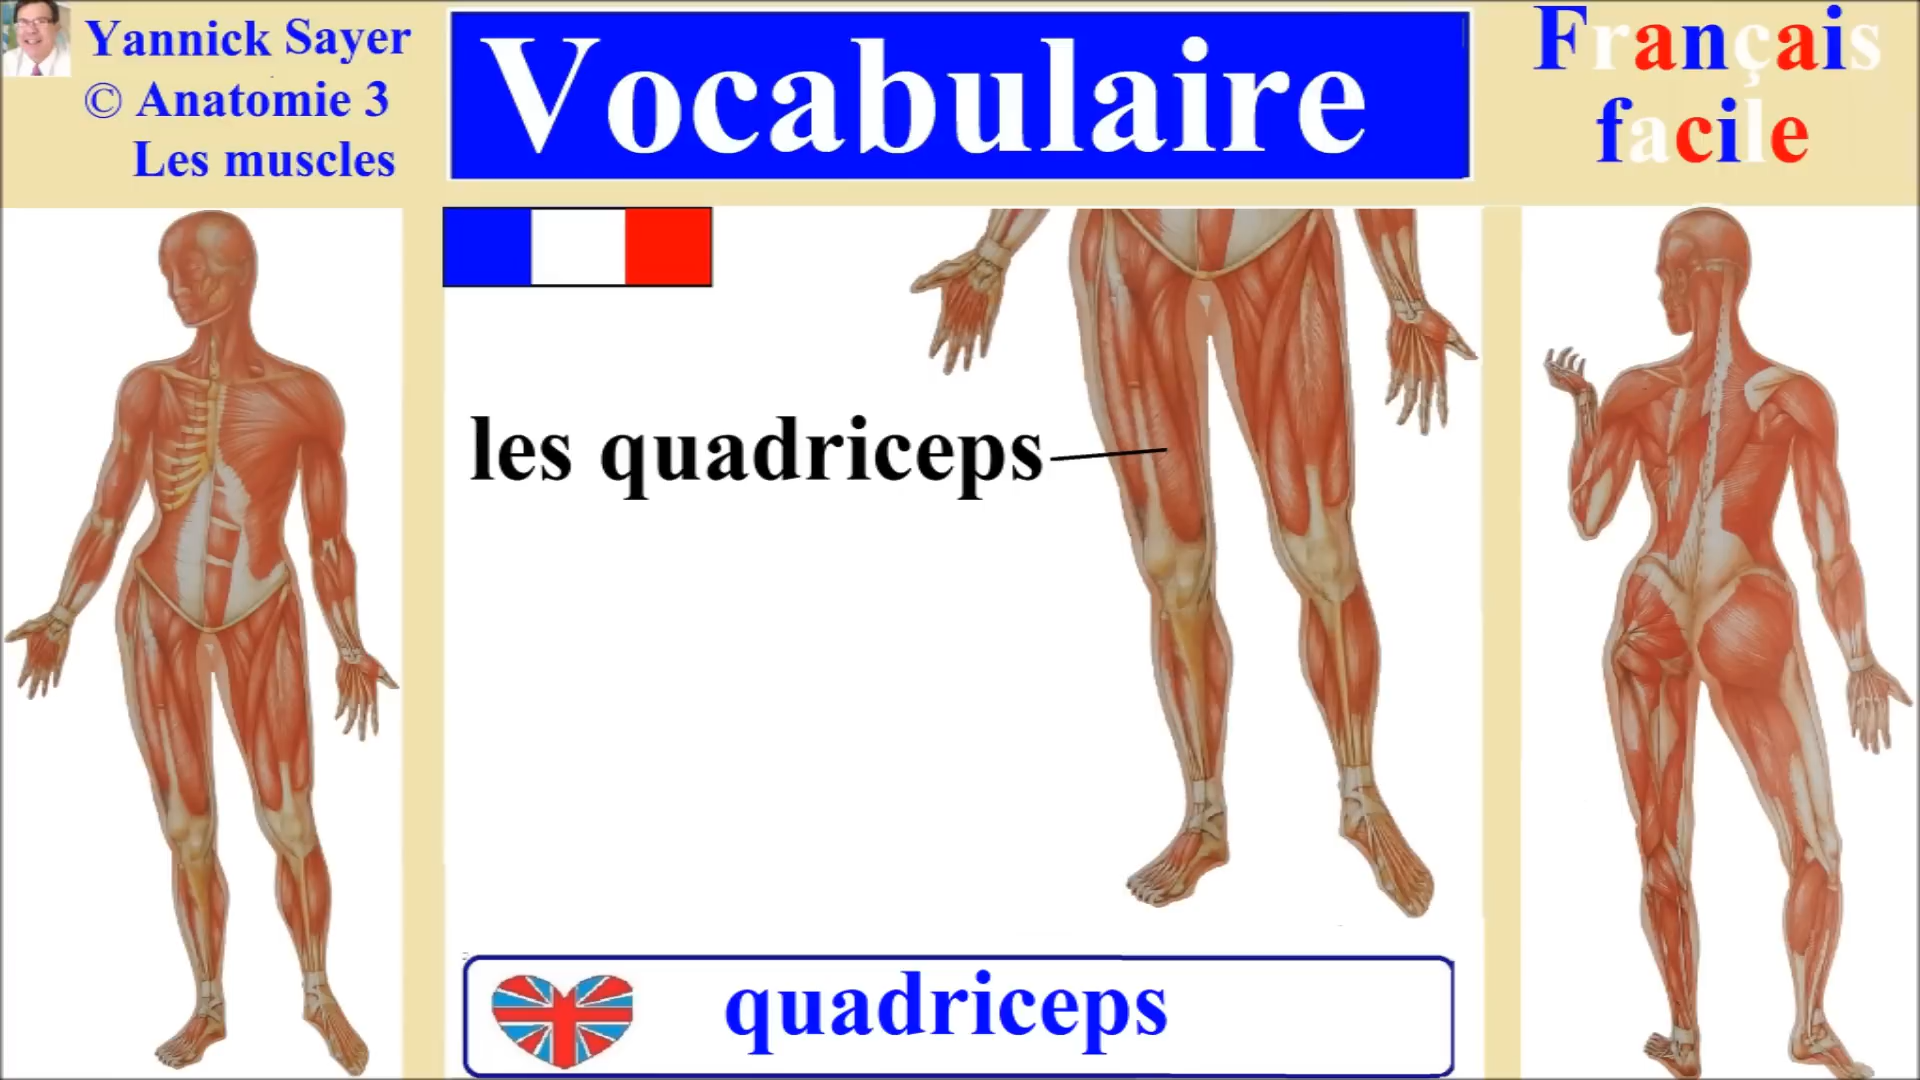 Yannick Sayer
© Anatomie 3
Les muscles
Vocabulaire
Français
facile
les quadriceps
quadriceps